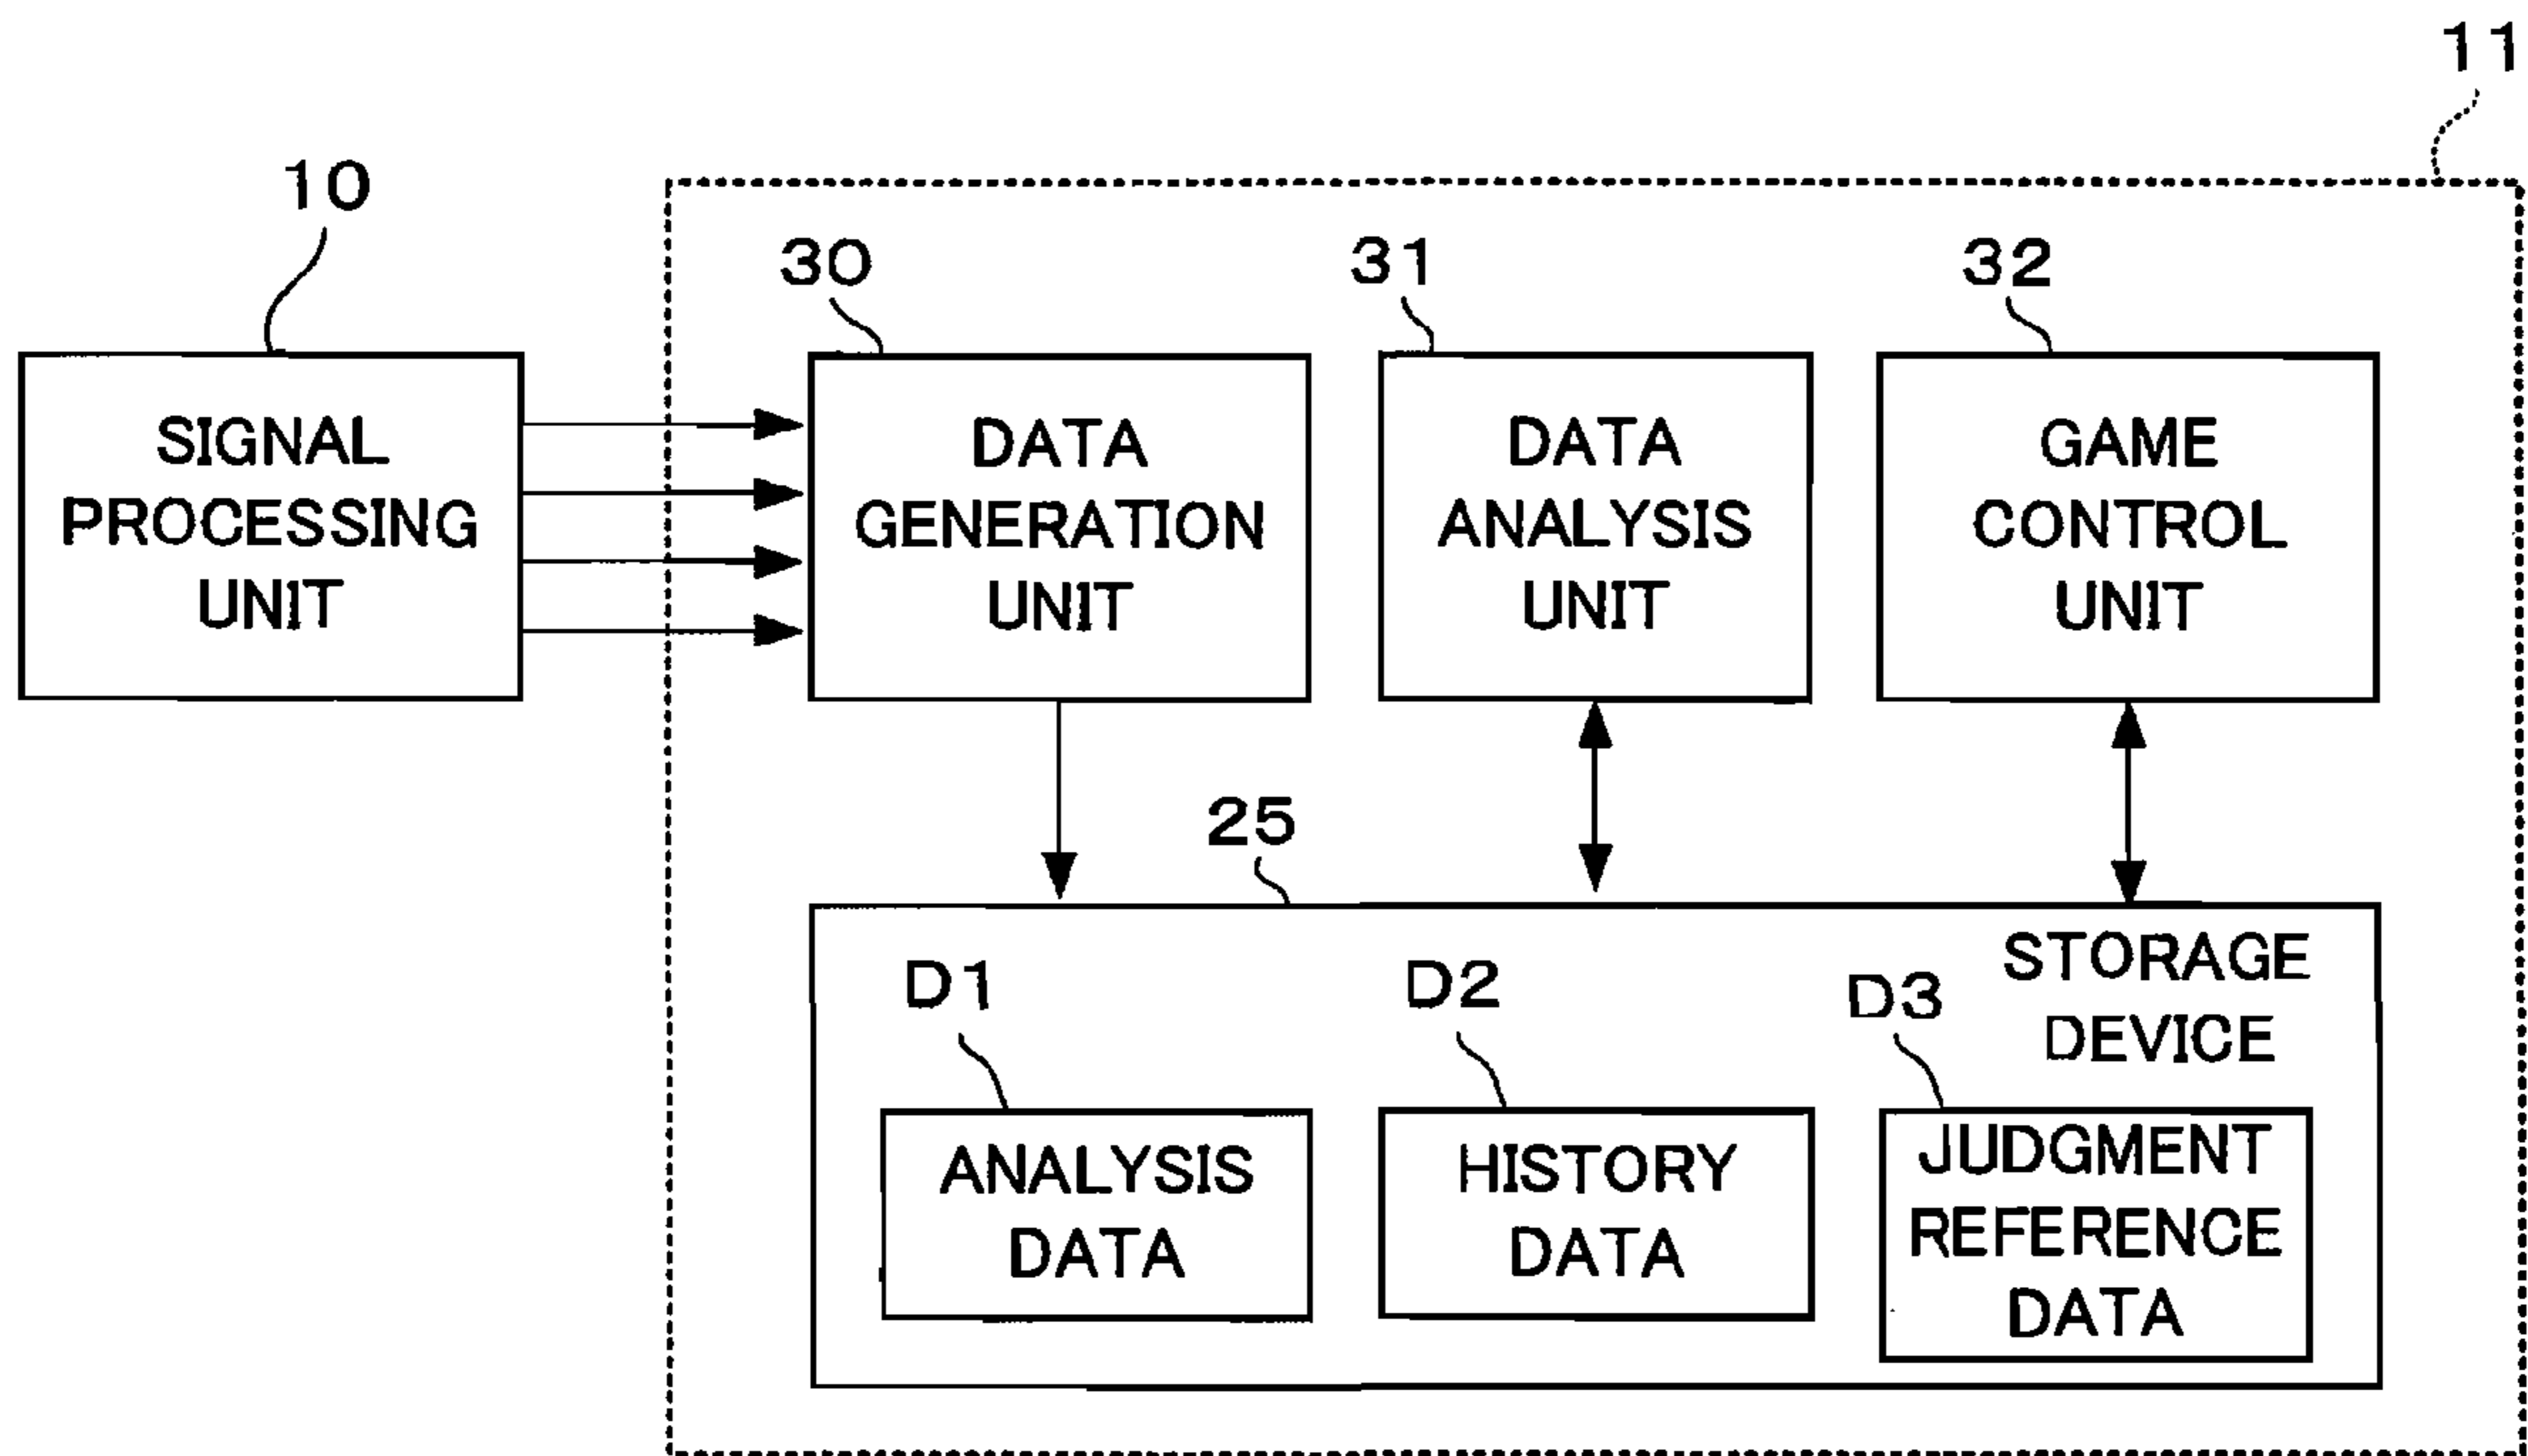 11
10
30
31
32
SIGNAL
PROCESSING
UNIT
DATA
GENERATION
UNIT
DATA
ANALYSIS
UNIT
GAME
CONTROL
UNIT
25
STORAGE
DEVICE
D1
D2
D3
ANALYSIS
DATA
HISTORY
DATA
JUDGMENT
REFERENCE
DATA